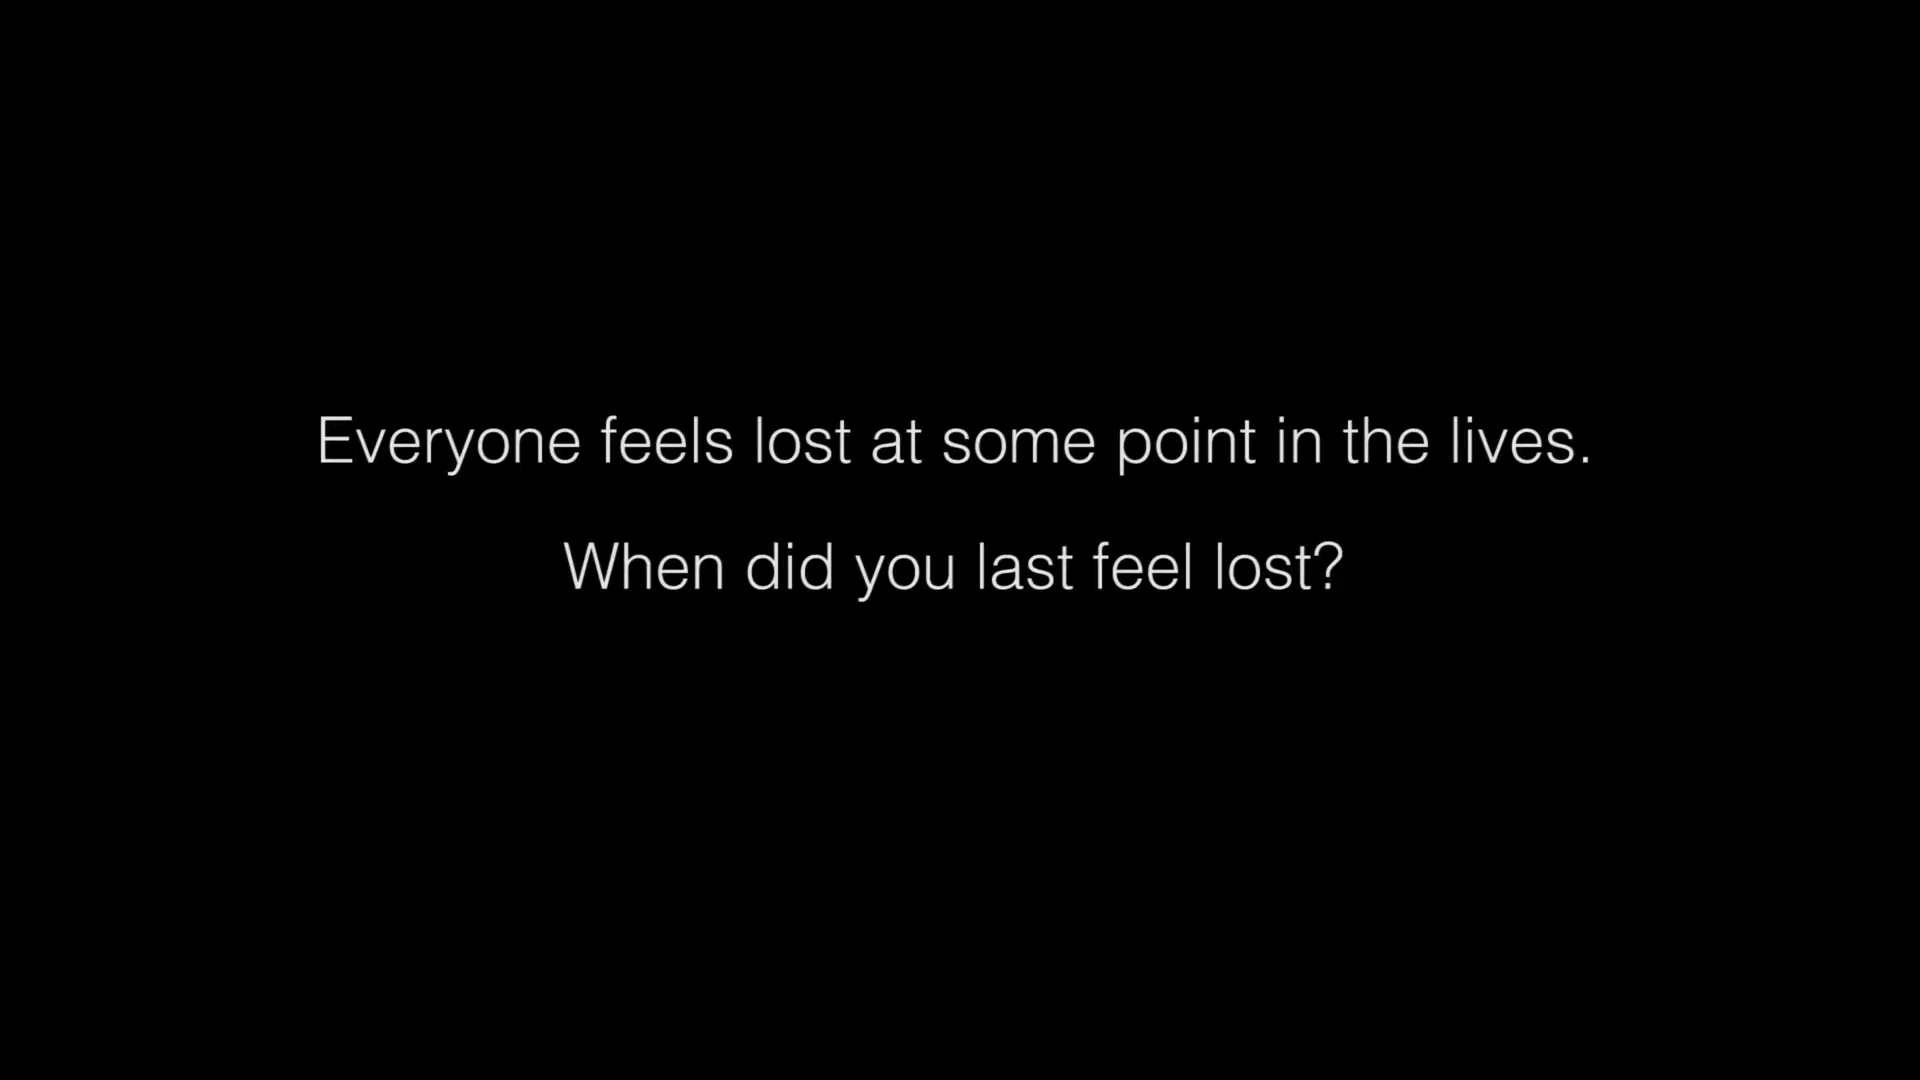 Everyone feels lost at some point in the lives.
When did you last feel lost?